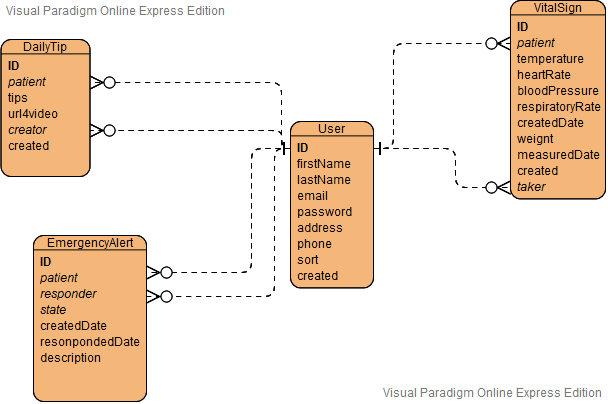 Visual Paradigm Online Express Edition
DailyTip
ID
patient
tips
url4video
creator
created
User
ID
firstName
lastName
email
password
address
phone
sort
created
VitalSign
ID
patient
temperature
heartRate
bloodPressure
respiratoryRate
createdDate
weignt
measuredDate
created
taker
EmergencyAlert
ID
patient
responder
state
createdDate
resonpondedDate
description
Visual Paradigm Online Express Edition